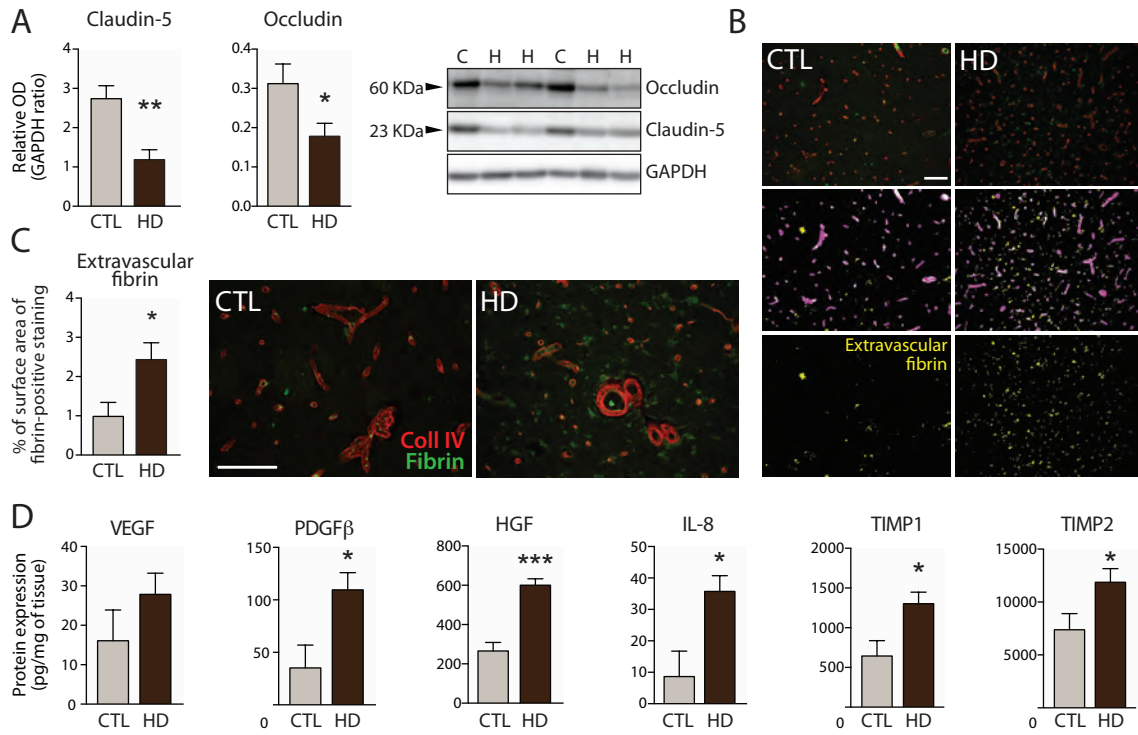 A
Claudin-5
Occludin
Relative OD
(GAPDH ratio)
4
3
2
1
0
**
CTL HD
0.4
0.3
0.2
0.1
0.0
*
CTL HD
C H H C H H
60 KDa
Occludin
23 KDa
Claudin-5
GAPDH
B
CTL
HD
Extravascular
fibrin
C
Extravascular
fibrin
% of surface area of
fibrin-positive staining
4
3
2
1
0
*
CTL HD
CTL
Coll IV
Fibrin
HD
D
VEGF
Protein expression
(pg/mg of tissue)
40
30
20
10
0
CTL HD
PDGFβ
150
100
50
0
*
CTL HD
HGF
800
600
400
200
0
***
CTL HD
IL-8
50
40
30
20
10
0
*
CTL HD
TIMP1
2000
1500
1000
500
0
*
CTL HD
TIMP2
15000
10000
5000
0
*
CTL HD